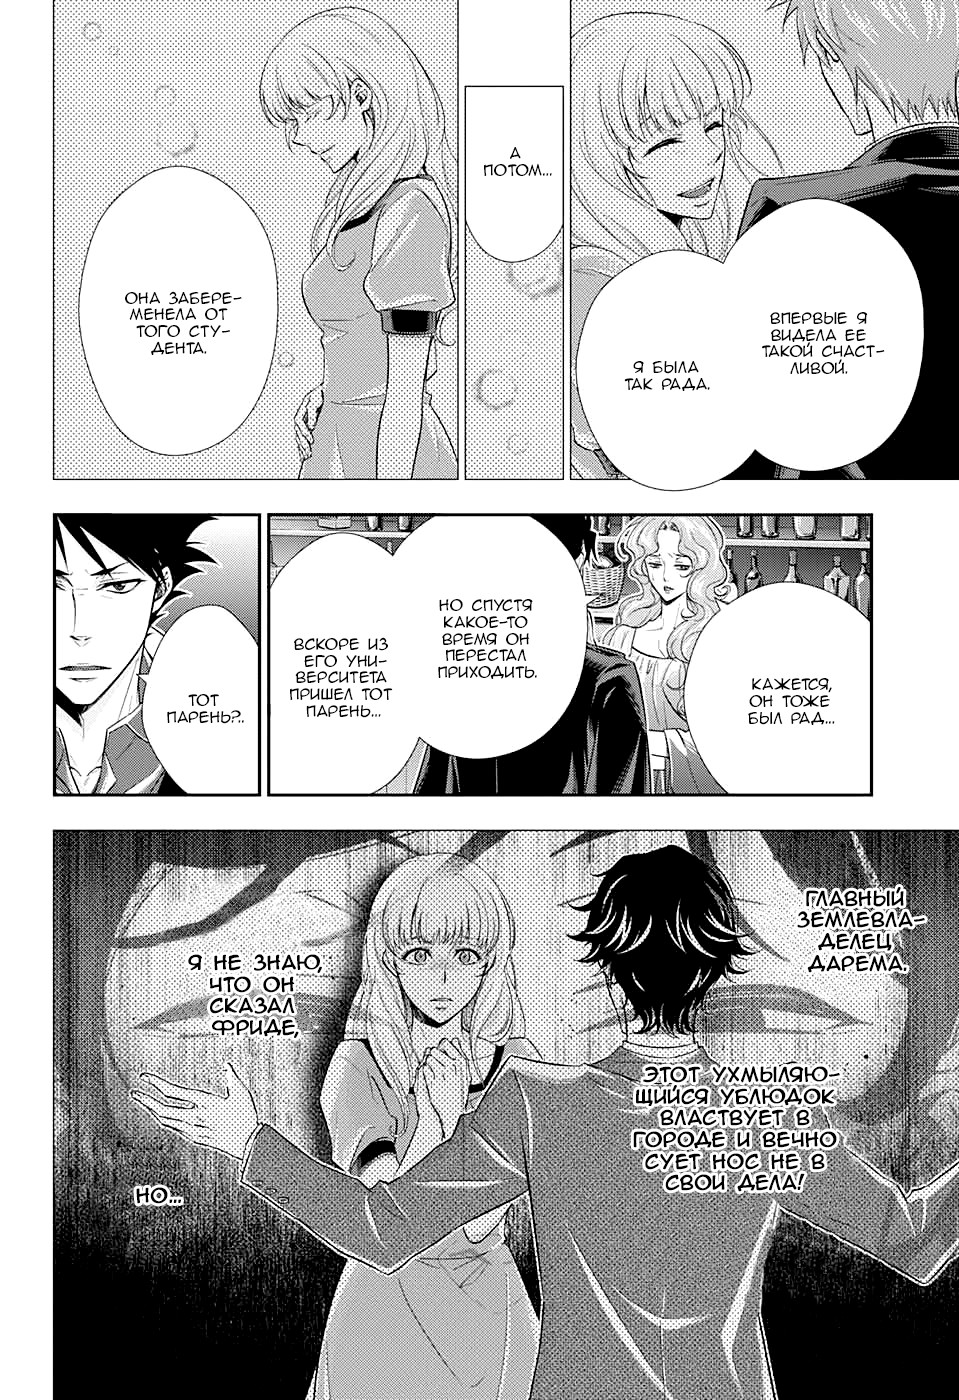 ВПЕРВЫЕ Я
ВИДЕЛА ЕЕ
ТАКОЙ СЧАСТ-
ЛИВОЙ.
Я БЫЛА
ТАК РАДА.
А
ПОТОМ...
ОНА ЗАБЕРЕ-
МЕНЕЛА ОТ
ТОГО СТУ-
ДЕНТА.
КАЖЕТСЯ,
ОН ТОЖЕ
БЫЛ РАД...
НО СПУСТЯ
КАКОЕ-ТО
ВРЕМЯ ОН
ПЕРЕСТАЛ
ПРИХОДИТЬ.
ВСКОРЕ ИЗ
ЕГО УНИ-
ВЕРСИТЕТА
ПРИШЕЛ ТОТ
ПАРЕНЬ...
ТОТ
ПАРЕНЬ?..
ГЛАВНЫЙ
ЗЕМЛЕВЛА-
ДЕЛЕЦ
ДАРЕМА.
ЭТОТ УХМЫЛЯЮ-
ЩИЙСЯ УБЛЮДОК
ВЛАСТВУЕТ В
ГОРОДЕ И ВЕЧНО
СУЕТ НОС НЕ В
СВОИ ДЕЛА!
Я НЕ ЗНАЮ,
ЧТО ОН
СКАЗАЛ
ФРИДЕ,
НО...